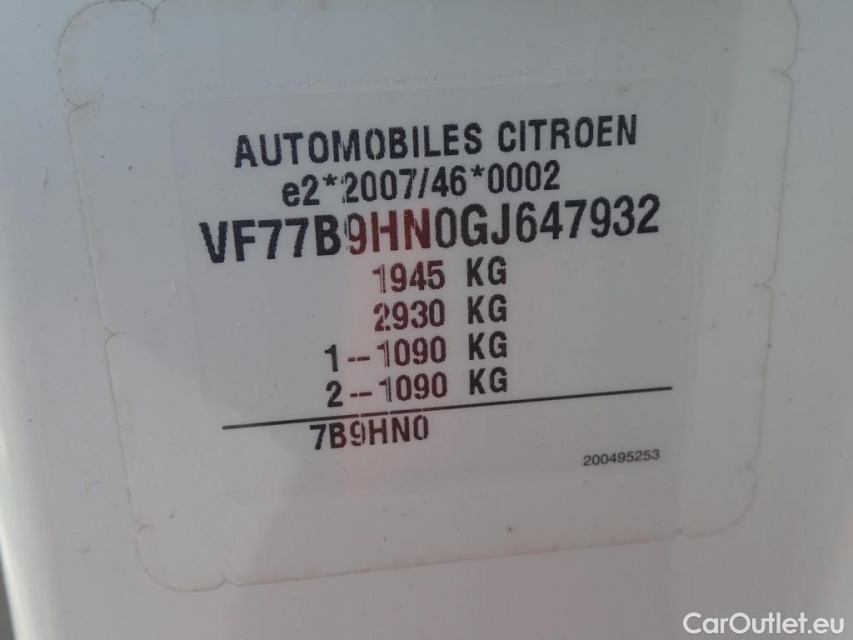 AUTOMOBILES CITROEN
e2*2007/46*0002
VF77B9HN0GJ647932
1945 KG
2930 KG
1--1090 KG
2--1090 KG
7B9HN0
200495253
CarOutlet.eu